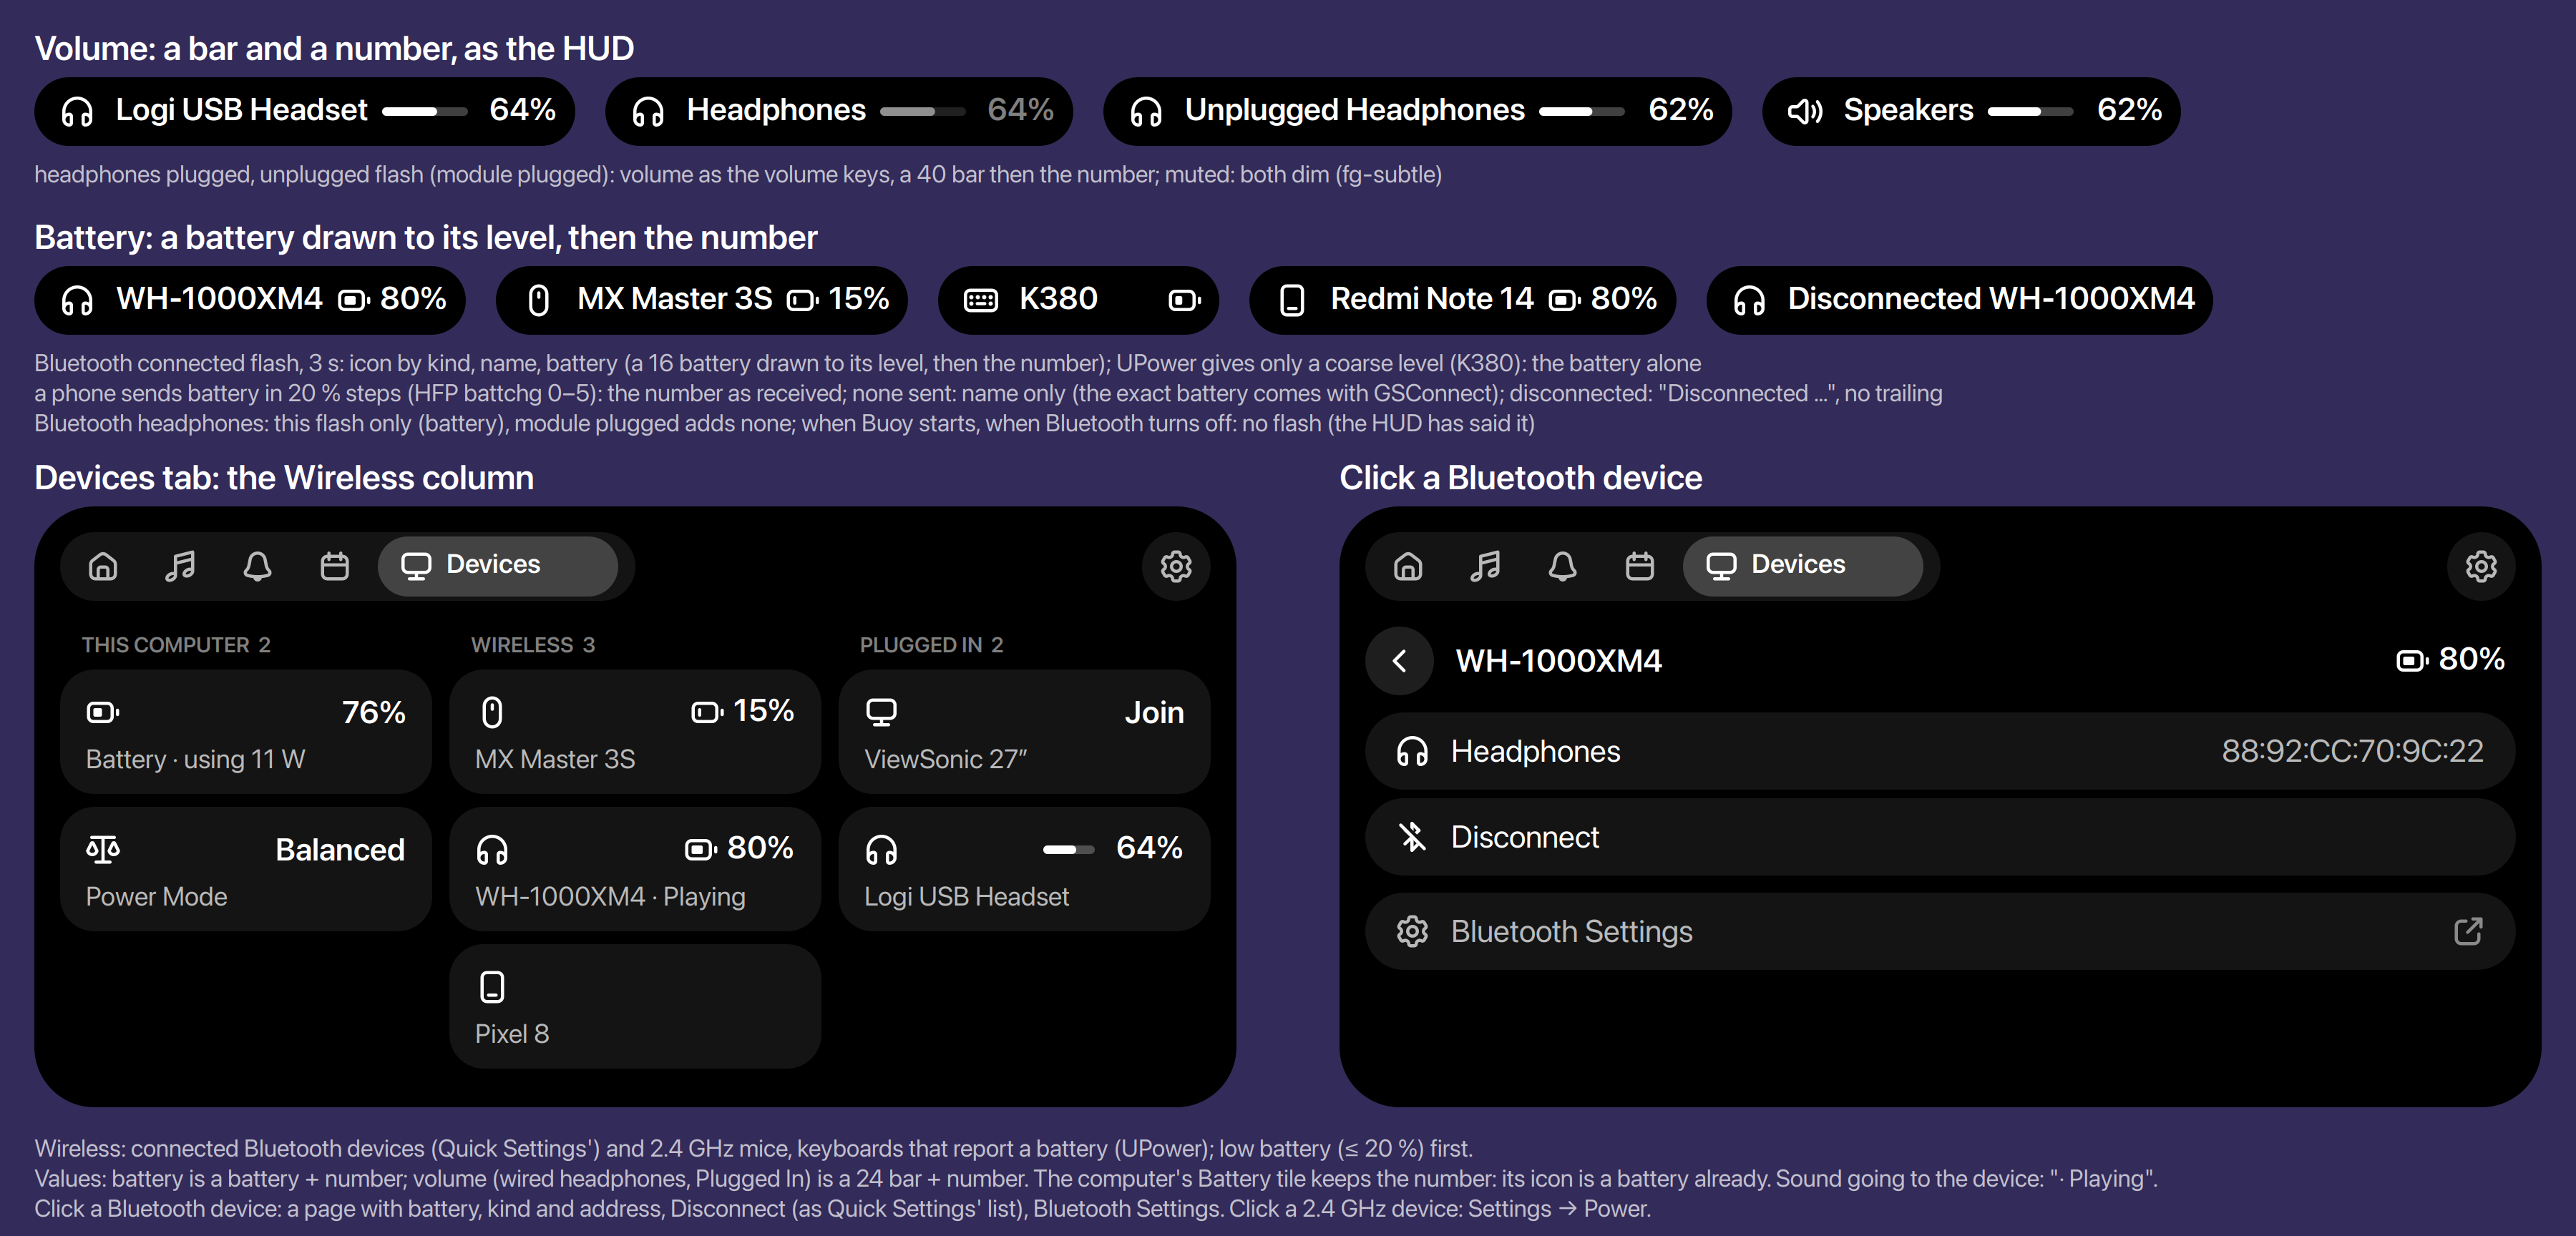 Volume: a bar and a number, as the HUD
Logi USB Headset 64%
Headphones 64%
Unplugged Headphones 62%
Speakers 62%
headphones plugged, unplugged flash (module plugged): volume as the volume keys, a 40 bar then the number; muted: both dim (fg-subtle)
Battery: a battery drawn to its level, then the number
WH-1000XM4 80%
MX Master 3S 15%
K380
Redmi Note 14 80%
Disconnected WH-1000XM4
Bluetooth connected flash, 3 s: icon by kind, name, battery (a 16 battery drawn to its level, then the number); UPower gives only a coarse level (K380): the battery alone
a phone sends battery in 20 % steps (HFP battchg 0–5): the number as received; none sent: name only (the exact battery comes with GSConnect); disconnected: "Disconnected …", no trailing
Bluetooth headphones: this flash only (battery), module plugged adds none; when Buoy starts, when Bluetooth turns off: no flash (the HUD has said it)
Devices tab: the Wireless column
Devices
THIS COMPUTER 2
76%
Battery · using 11 W
Balanced
Power Mode
WIRELESS 3
15%
MX Master 3S
80%
WH-1000XM4 · Playing
Pixel 8
PLUGGED IN 2
Join
ViewSonic 27″
64%
Logi USB Headset
Click a Bluetooth device
Devices
WH-1000XM4 80%
Headphones 88:92:CC:70:9C:22
Disconnect
Bluetooth Settings
Wireless: connected Bluetooth devices (Quick Settings') and 2.4 GHz mice, keyboards that report a battery (UPower); low battery (≤ 20 %) first.
Values: battery is a battery + number; volume (wired headphones, Plugged In) is a 24 bar + number. The computer's Battery tile keeps the number: its icon is a battery already. Sound going to the device: "· Playing".
Click a Bluetooth device: a page with battery, kind and address, Disconnect (as Quick Settings' list), Bluetooth Settings. Click a 2.4 GHz device: Settings → Power.